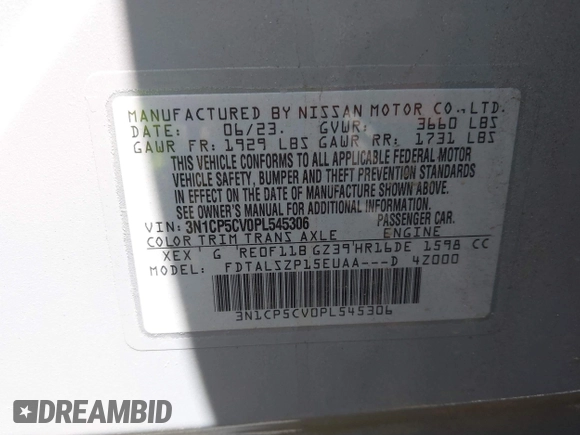 MANUFACTURED BY NISSAN MOTOR CO., LTD.
DATE: 06/23. GVWR: 3660 LBS
GAWR FR: 1929 LBS GAWR RR: 1731 LBS
THIS VEHICLE CONFORMS TO ALL APPLICABLE FEDERAL MOTOR
VEHICLE SAFETY, BUMPER AND THEFT PREVENTION STANDARDS
IN EFFECT ON THE DATE OF MANUFACTURE SHOWN ABOVE.
SEE OWNER'S MANUAL FOR ADDITIONAL INFORMATION.
VIN: 3N1CP5CV0PL545306 PASSENGER CAR.
COLOR TRIM TRANS AXLE ENGINE
XEX G RE0F11B GZ39 HR16DE 1598 CC
MODEL: FDTALSZP15EUAA---D 4Z000
3N1CP5CV0PL545306
DREAMBID